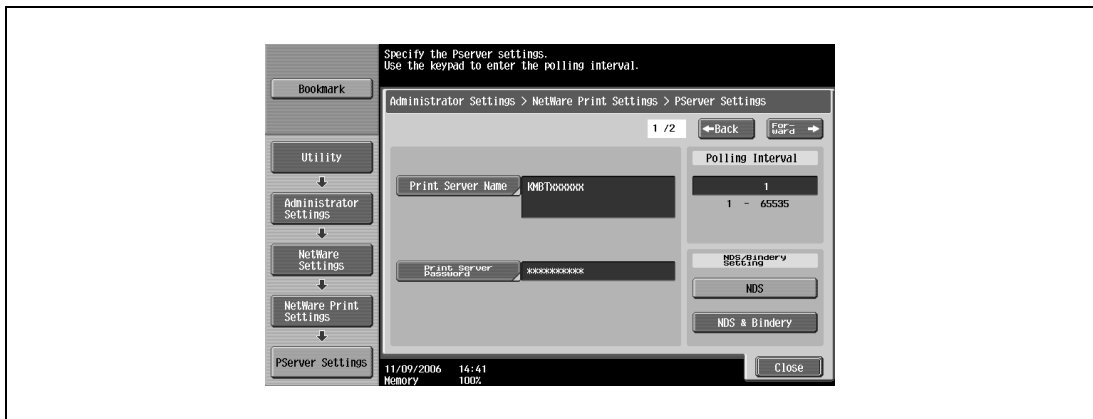 Specify the Pserver settings.
Use the keypad to enter the polling interval.
Bookmark
Administrator Settings > NetWare Print Settings > PServer Settings
1 /2
←Back
For-
ward →
Utility
Administrator
Settings
NetWare
Settings
NetWare Print
Settings
PServer Settings
Print Server Name
KMBTxxxxxx
Print Server
Password
**********
Polling Interval
1
1 - 65535
NDS/Bindery
Setting
NDS
NDS & Bindery
11/09/2006 14:41
Memory 100%
Close